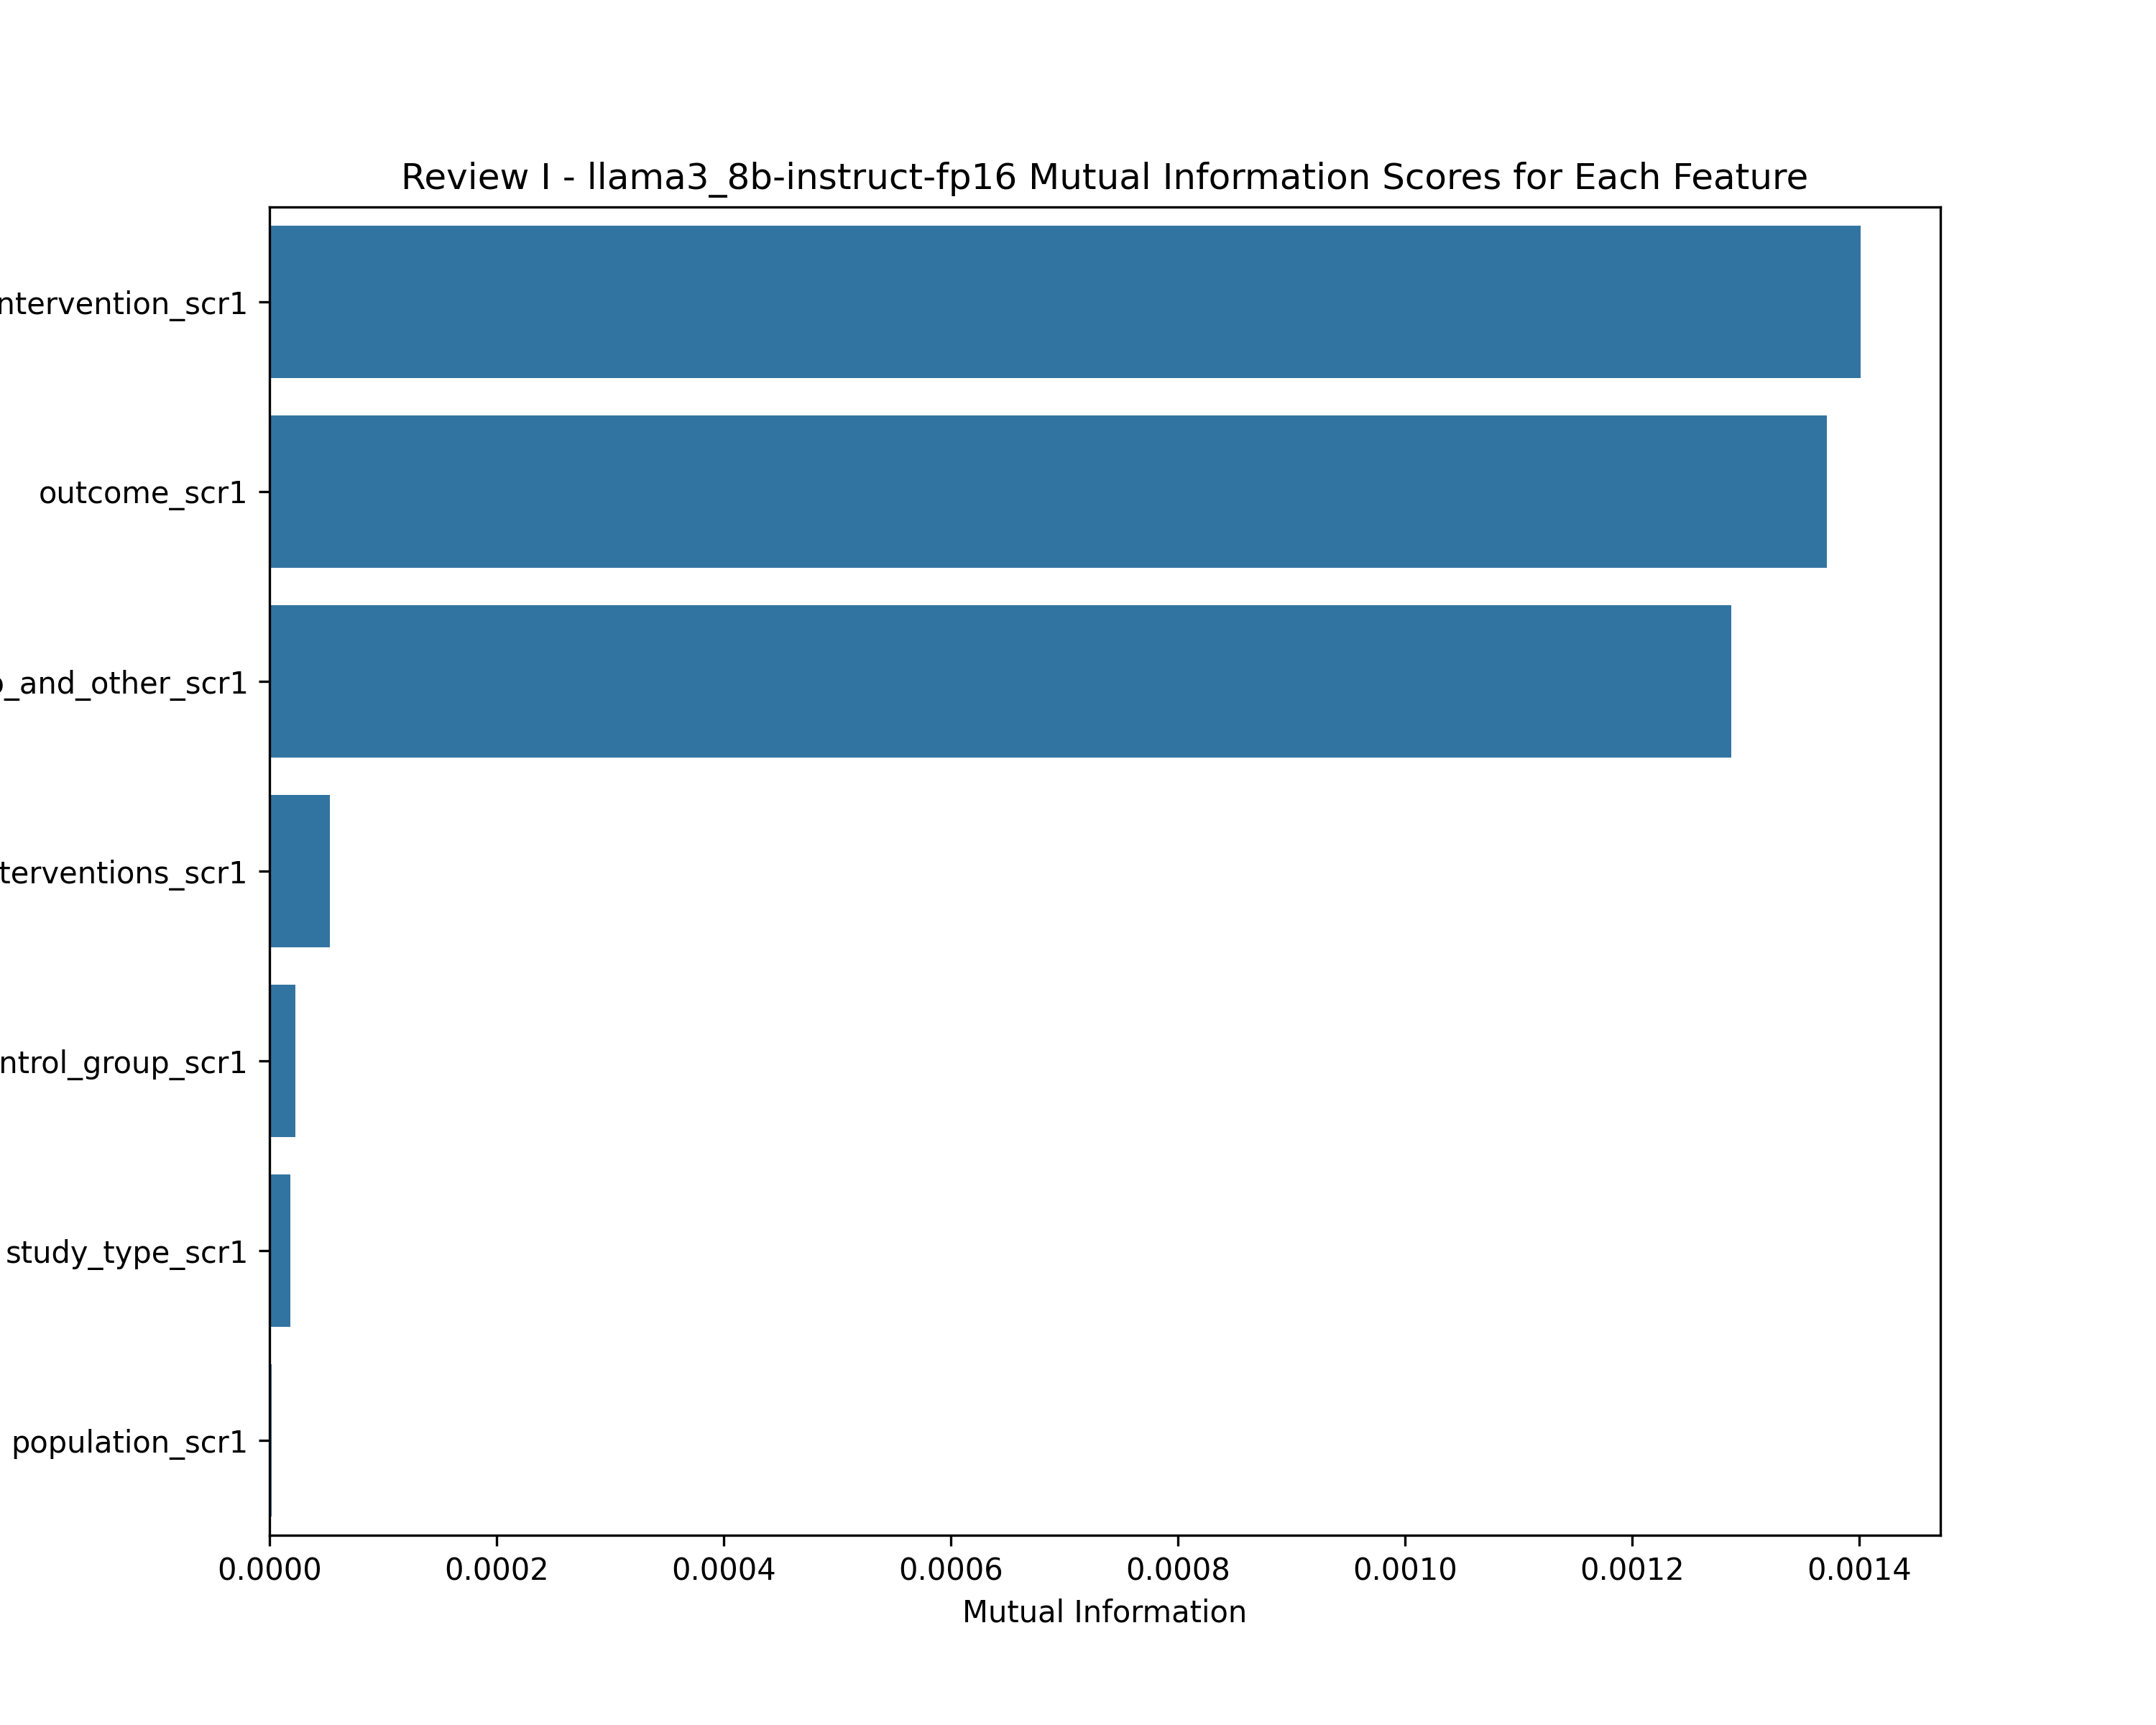 Review I - llama3_8b-instruct-fp16 Mutual Information Scores for Each Feature
ntervention_scr1
outcome_scr1
_and_other_scr1
terventions_scr1
ntrol_group_scr1
study_type_scr1
population_scr1
0.0000 0.0002 0.0004 0.0006 0.0008 0.0010 0.0012 0.0014
Mutual Information